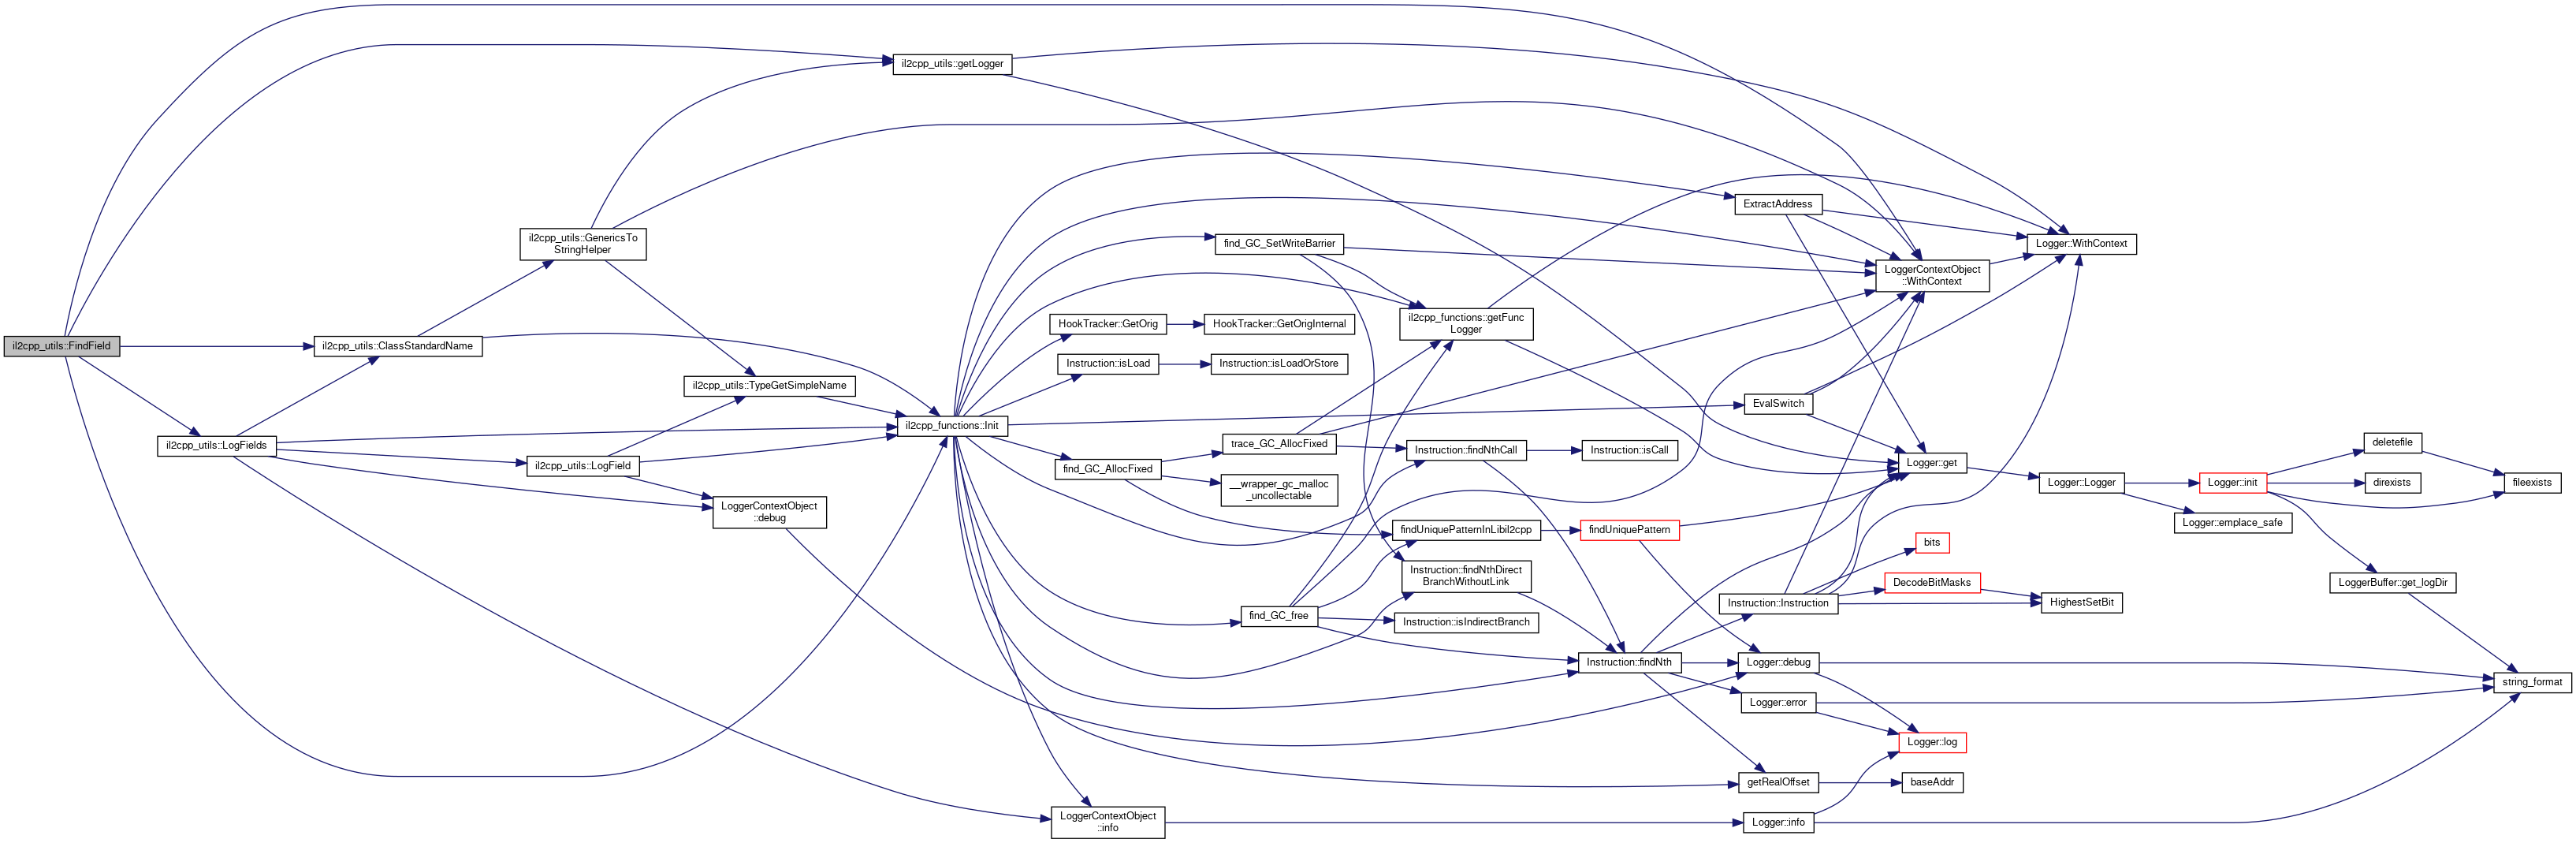 il2cpp_utils::FindField
il2cpp_utils::getLogger
il2cpp_utils::ClassStandardName
il2cpp_utils::GenericsTo
StringHelper
il2cpp_utils::TypeGetSimpleName
il2cpp_utils::LogFields
il2cpp_utils::LogField
LoggerContextObject
::debug
il2cpp_functions::Init
find_GC_SetWriteBarrier
HookTracker::GetOrig
HookTracker::GetOrigInternal
Instruction::isLoad
Instruction::isLoadOrStore
find_GC_AllocFixed
trace_GC_AllocFixed
__wrapper_gc_malloc
_uncollectable
find_GC_free
LoggerContextObject
::info
il2cpp_functions::getFunc
Logger
Instruction::findNthCall
Instruction::isCall
findUniquePatternInLibil2cpp
findUniquePattern
Instruction::findNthDirect
BranchWithoutLink
Instruction::isIndirectBranch
Instruction::findNth
ExtractAddress
EvalSwitch
Instruction::Instruction
Logger::debug
Logger::error
getRealOffset
baseAddr
Logger::info
LoggerContextObject
::WithContext
Logger::WithContext
Logger::get
bits
DecodeBitMasks
HighestSetBit
Logger::log
Logger::Logger
Logger::init
Logger::emplace_safe
deletefile
direxists
fileexists
LoggerBuffer::get_logDir
string_format